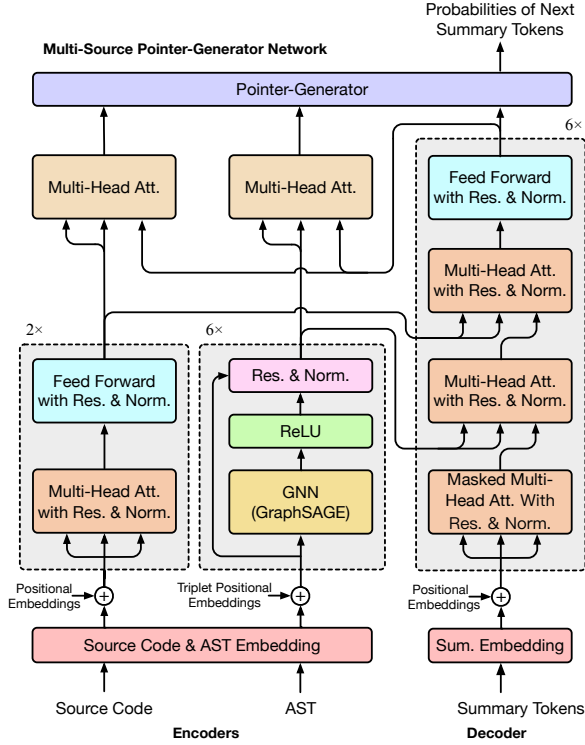 Probabilities of Next
Summary Tokens
Multi-Source Pointer-Generator Network
Pointer-Generator
6×
Multi-Head Att.
Multi-Head Att.
Feed Forward
with Res. & Norm.
Multi-Head Att.
with Res. & Norm.
2×
6×
Feed Forward
with Res. & Norm.
Res. & Norm.
Multi-Head Att.
with Res. & Norm.
ReLU
Multi-Head Att.
with Res. & Norm.
GNN
(GraphSAGE)
Masked Multi-
Head Att. With
Res. & Norm.
Positional
Embeddings
Triplet Positional
Embeddings
Positional
Embeddings
Source Code & AST Embedding
Sum. Embedding
Source Code
AST
Summary Tokens
Encoders
Decoder